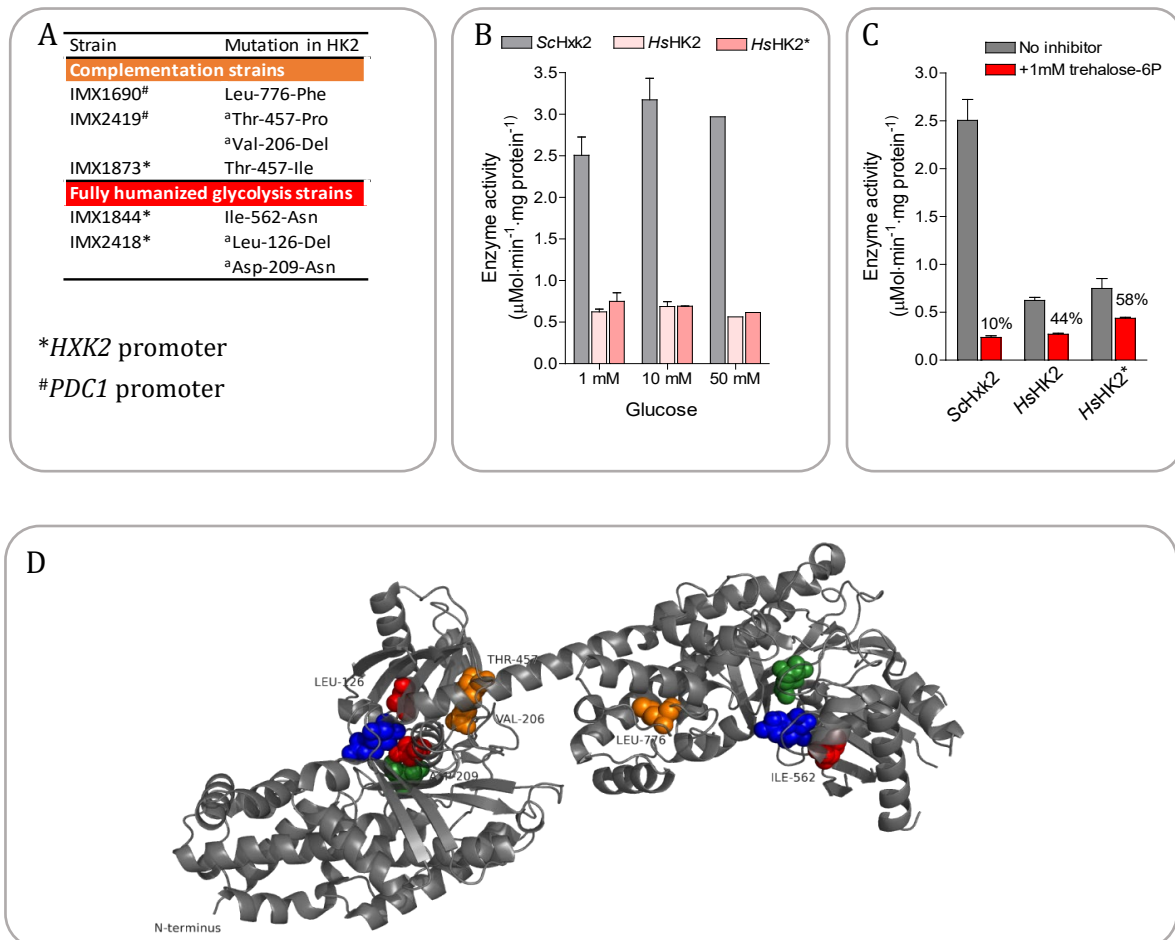 A
Strain Mutation in HK2
Complementation strains
IMX1690# Leu-776-Phe
IMX2419# aThr-457-Pro
aVal-206-Del
IMX1873* Thr-457-Ile
Fully humanized glycolysis strains
IMX1844* Ile-562-Asn
IMX2418* aLeu-126-Del
aAsp-209-Asn
*HXK2 promoter
#PDC1 promoter
B
ScHxk2 HsHK2 HsHK2*
Enzyme activity
(µMol·min-1·mg protein-1)
3.5
3.0
2.5
2.0
1.5
1.0
0.5
0.0
1 mM 10 mM 50 mM
Glucose
C
No inhibitor
+1mM trehalose-6P
Enzyme activity
(µMol·min-1·mg protein-1)
3.0
2.5
2.0
1.5
1.0
0.5
0.0
10% 44% 58%
ScHxk2 HsHK2 HsHK2*
D
THR-457
LEU-126
VAL-206
LEU-776
209
ILE-562
N-terminus